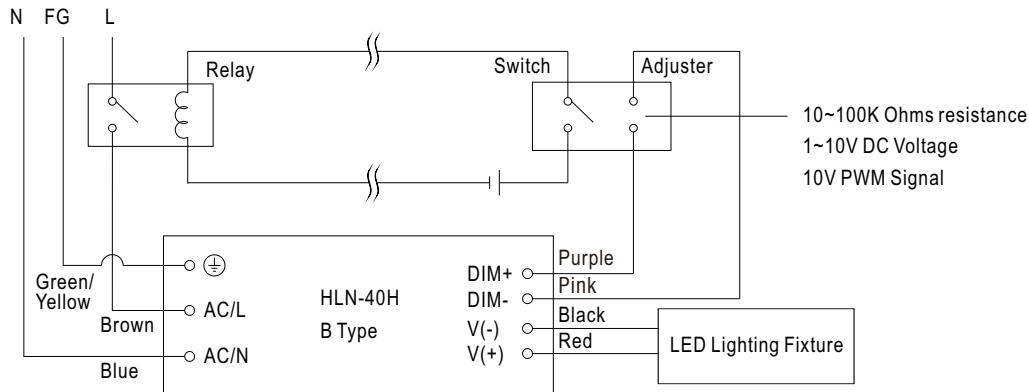 N FG L
Relay
Switch
Adjuster
10~100K Ohms resistance
1~10V DC Voltage
10V PWM Signal
Green/
Yellow
Brown
Blue
AC/L
AC/N
HLN-40H
B Type
DIM+
DIM-
V(-)
V(+)
Purple
Pink
Black
Red
LED Lighting Fixture